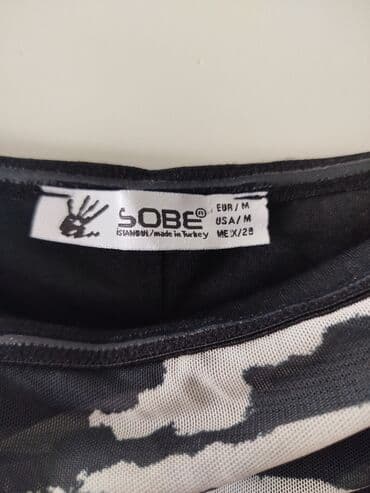 SOBE®
ISTANBUL/made in Turkey
EUR/M
USA/M
MEX/28